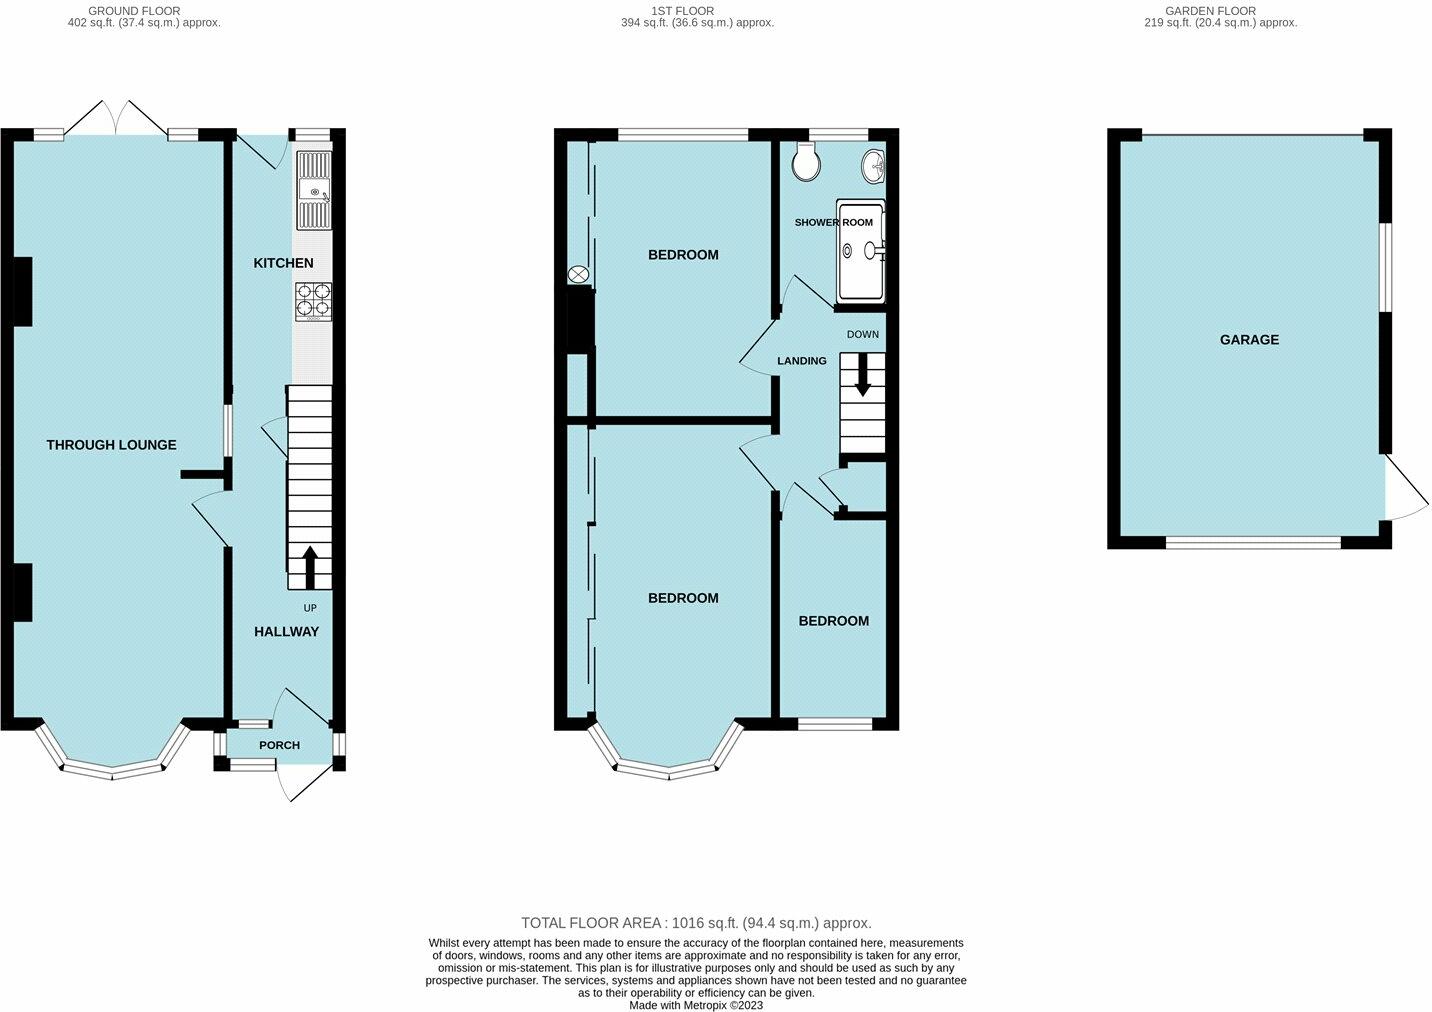 GROUND FLOOR
402 sq.ft. (37.4 sq.m.) approx.
1ST FLOOR
394 sq.ft. (36.6 sq.m.) approx.
GARDEN FLOOR
219 sq.ft. (20.4 sq.m.) approx.
KITCHEN
THROUGH LOUNGE
UP
HALLWAY
PORCH
BEDROOM
SHOWER ROOM
DOWN
LANDING
BEDROOM
BEDROOM
GARAGE
TOTAL FLOOR AREA : 1016 sq.ft. (94.4 sq.m.) approx.
Whilst every attempt has been made to ensure the accuracy of the floorplan contained here, measurements
of doors, windows, rooms and any other items are approximate and no responsibility is taken for any error,
omission or mis-statement. This plan is for illustrative purposes only and should be used as such by any
prospective purchaser. The services, systems and appliances shown have not been tested and no guarantee
as to their operability or efficiency can be given.
Made with Metropix ©2023